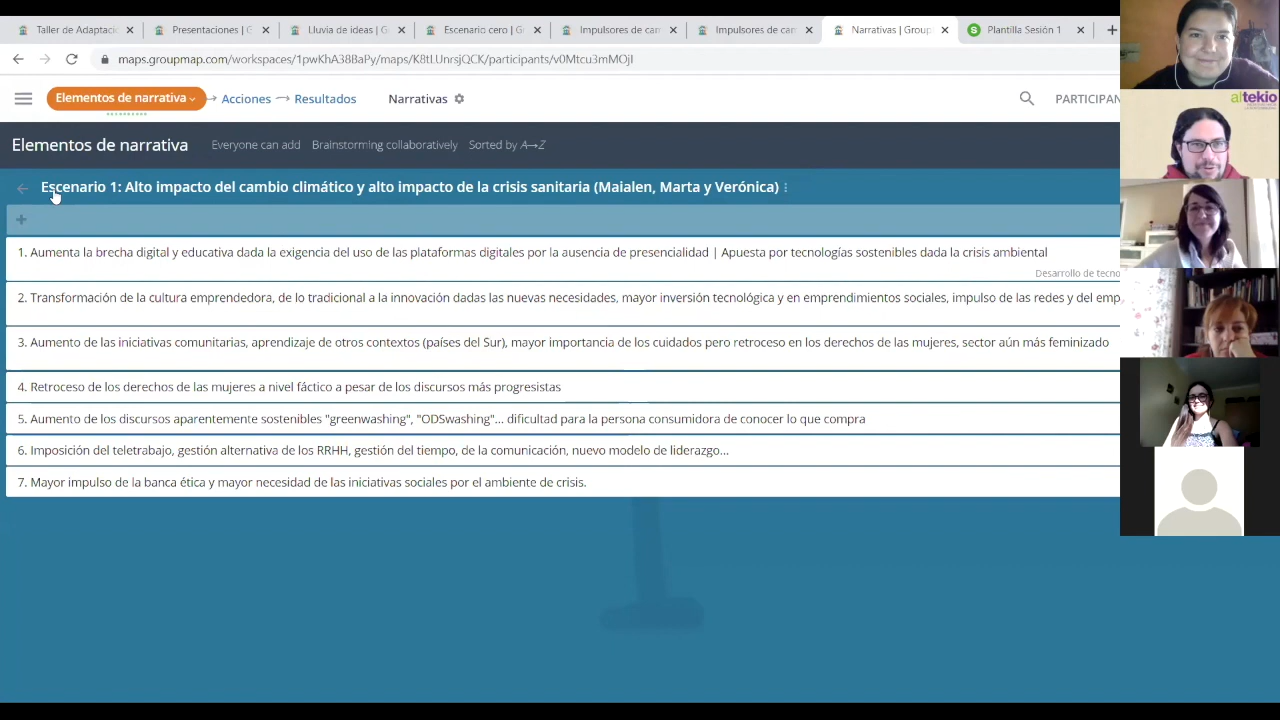 Taller de Adaptació
Presentaciones | G
Lluvia de ideas | G
Escenario cero | G
Impulsores de cam
Impulsores de cam
Narrativas | Group
Plantilla Sesión 1
maps.groupmap.com/workspaces/1pwKhA38BaPy/maps/K8tLUnrsjQCK/participants/v0Mtcu3mMOjI
Elementos de narrativa
Acciones
Resultados
Narrativas
PARTICIPAN
Elementos de narrativa
Everyone can add
Brainstorming collaboratively
Sorted by A→Z
Escenario 1: Alto impacto del cambio climático y alto impacto de la crisis sanitaria (Maialen, Marta y Verónica)
1. Aumenta la brecha digital y educativa dada la exigencia del uso de las plataformas digitales por la ausencia de presencialidad | Apuesta por tecnologías sostenibles dada la crisis ambiental
Desarrollo de tecno
2. Transformación de la cultura emprendedora, de lo tradicional a la innovación dadas las nuevas necesidades, mayor inversión tecnológica y en emprendimientos sociales, impulso de las redes y del emp
3. Aumento de las iniciativas comunitarias, aprendizaje de otros contextos (países del Sur), mayor importancia de los cuidados pero retroceso en los derechos de las mujeres, sector aún más feminizado
4. Retroceso de los derechos de las mujeres a nivel fáctico a pesar de los discursos más progresistas
5. Aumento de los discursos aparentemente sostenibles "greenwashing", "ODSwashing"... dificultad para la persona consumidora de conocer lo que compra
6. Imposición del teletrabajo, gestión alternativa de los RRHH, gestión del tiempo, de la comunicación, nuevo modelo de liderazgo...
7. Mayor impulso de la banca ética y mayor necesidad de las iniciativas sociales por el ambiente de crisis.
altekio